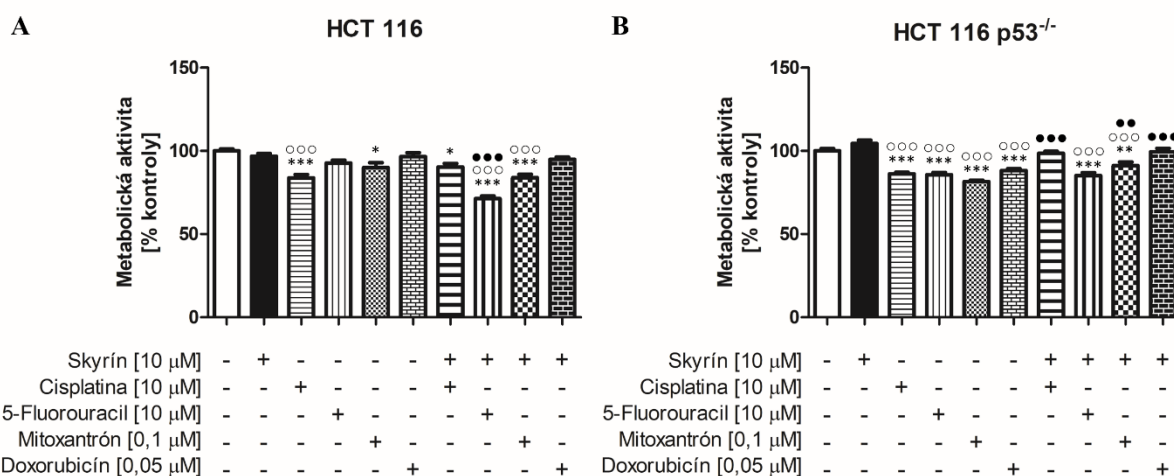 A
HCT 116
Metabolická aktivita
[% kontroly]
150
100
50
0
○○○
***
*
*
●●●
○○○
***
○○○
***
Skyrín [10 µM] - + - - - - + + + +
Cisplatina [10 µM] - - + - - - + - - -
5-Fluorouracil [10 µM] - - - + - - - + - -
Mitoxantrón [0,1 µM] - - - - + - - - + -
Doxorubicín [0,05 µM] - - - - - + - - - +
B
HCT 116 p53-/-
Metabolická aktivita
[% kontroly]
150
100
50
0
○○○
***
○○○
***
○○○
***
○○○
***
●●●
○○○
***
●●
○○○
**
●●●
Skyrín [10 µM] - + - - - - + + + +
Cisplatina [10 µM] - - + - - - + - - -
5-Fluorouracil [10 µM] - - - + - - - + - -
Mitoxantrón [0,1 µM] - - - - + - - - + -
Doxorubicín [0,05 µM] - - - - - + - - - +